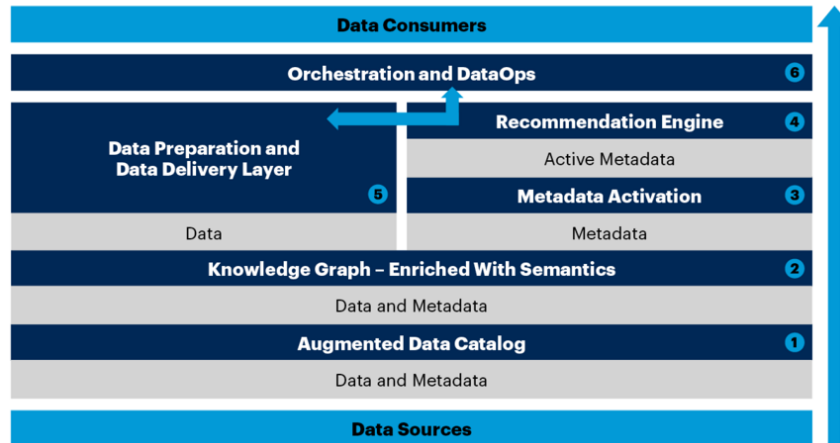 Data Consumers
Orchestration and DataOps 6
Data Preparation and
Data Delivery Layer
5
Data
Recommendation Engine 4
Active Metadata
Metadata Activation 3
Metadata
Knowledge Graph – Enriched With Semantics 2
Data and Metadata
Augmented Data Catalog 1
Data and Metadata
Data Sources